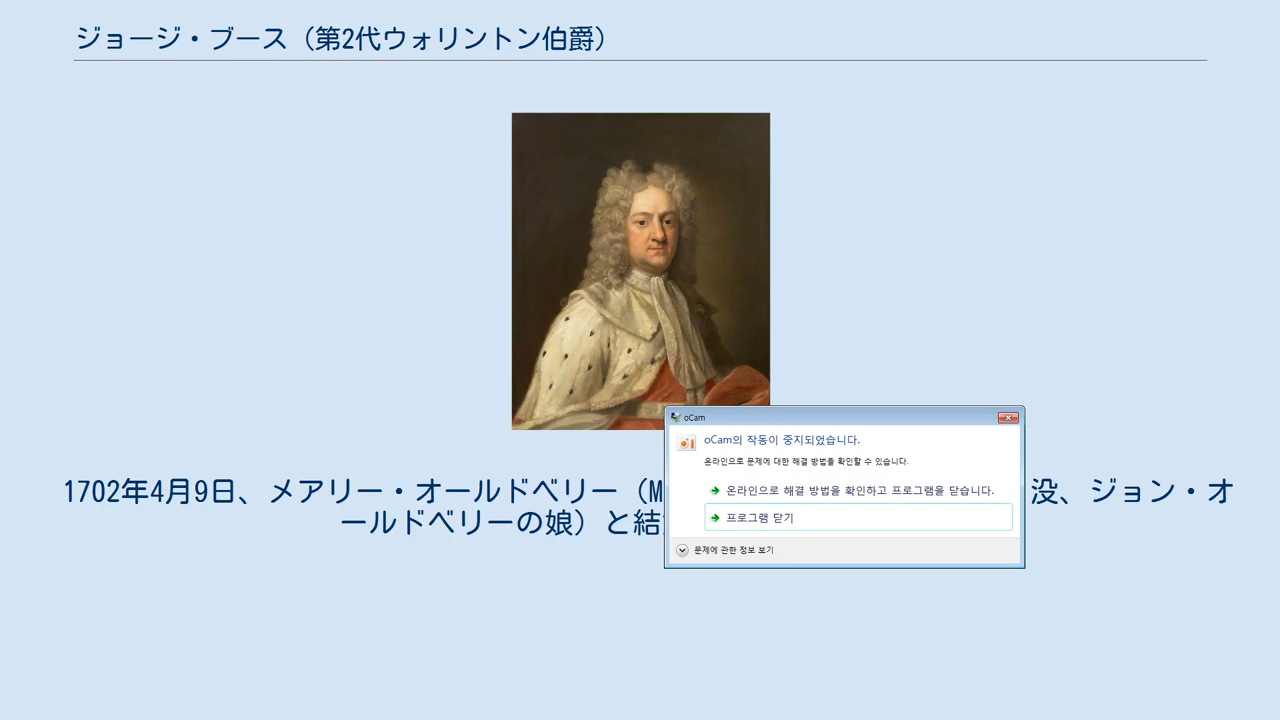 ジョージ・ブース（第2代ウォリントン伯爵）
oCam
oCam의 작동이 중지되었습니다.
온라인으로 문제에 대한 해결 방법을 확인할 수 있습니다.
온라인으로 해결 방법을 확인하고 프로그램을 닫습니다.
프로그램 닫기
문제에 관한 정보 보기
1702年4月9日、メアリー・オールドベリー（M 没、ジョン・オ
ールドベリーの娘）と結